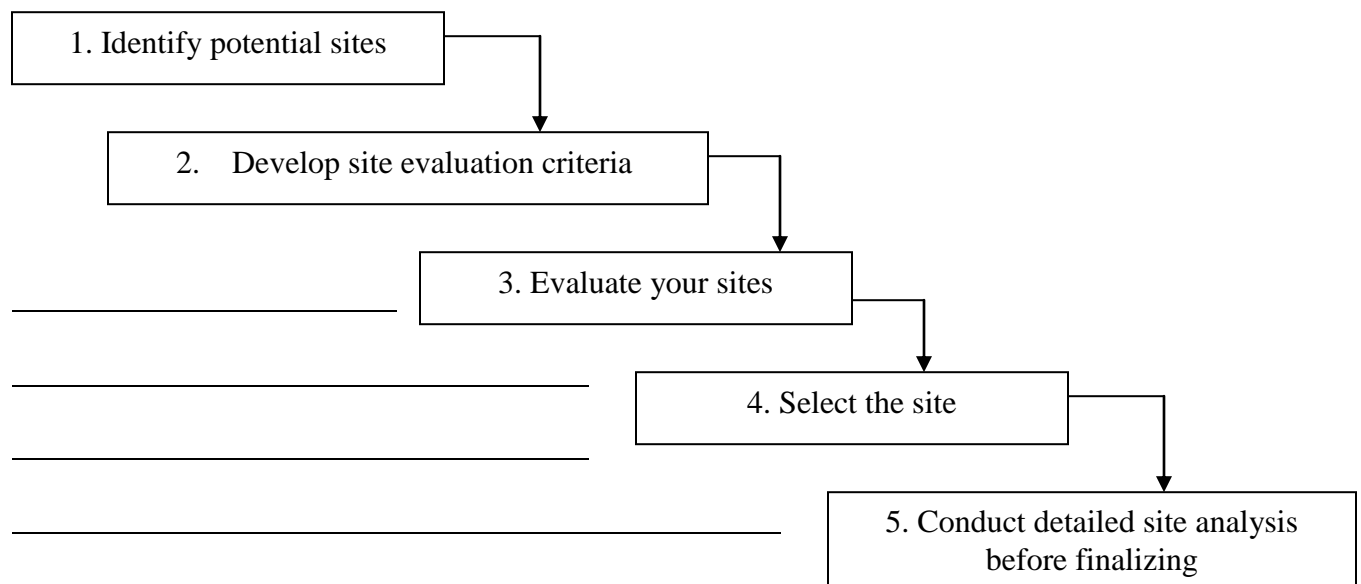 1. Identify potential sites
2. Develop site evaluation criteria
3. Evaluate your sites
4. Select the site
5. Conduct detailed site analysis
before finalizing